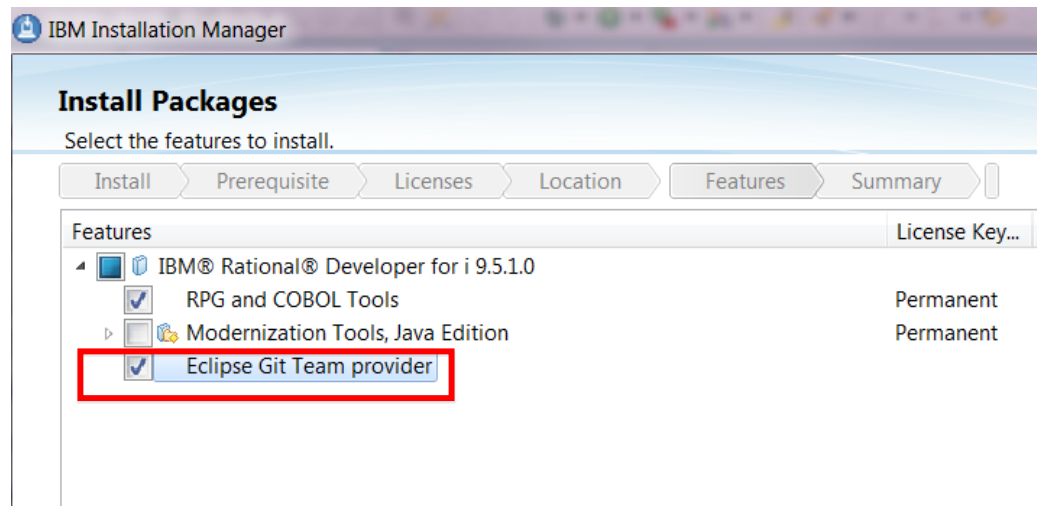 IBM Installation Manager
Install Packages
Select the features to install.
Install Prerequisite Licenses Location Features Summary
Features License Key...
IBM® Rational® Developer for i 9.5.1.0
RPG and COBOL Tools Permanent
Modernization Tools, Java Edition Permanent
Eclipse Git Team provider